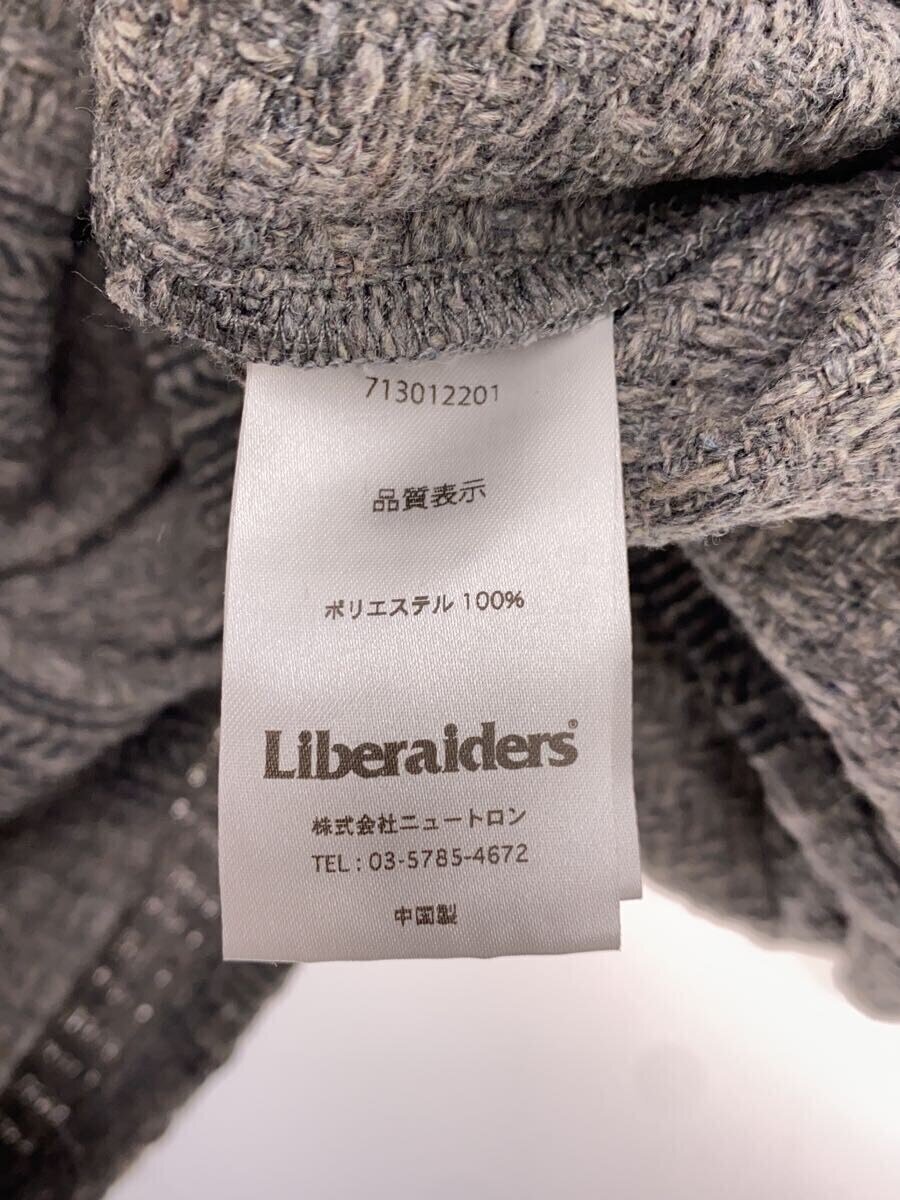 713012201
品質表示
ポリエステル 100%
Liberaiders®
株式会社ニュートロン
TEL : 03-5785-4672
中国製